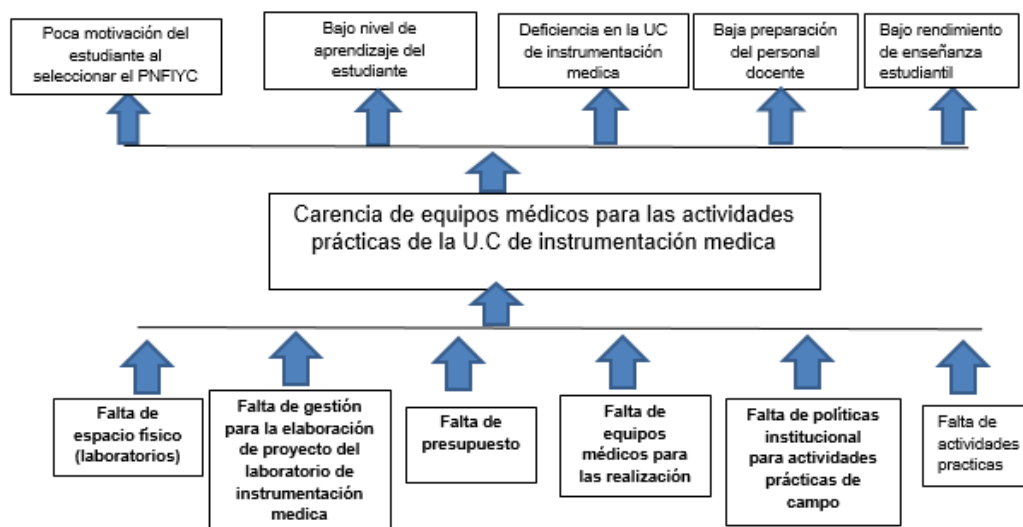 Poca motivación del
estudiante al
seleccionar el PNFIYC
Bajo nivel de
aprendizaje del
estudiante
Deficiencia en la UC
de instrumentación
medica
Baja preparación
del personal
docente
Bajo rendimiento
de enseñanza
estudiantil
Carencia de equipos médicos para las actividades
prácticas de la U.C de instrumentación medica
Falta de
espacio físico
(laboratorios)
Falta de gestión
para la elaboración
de proyecto del
laboratorio de
instrumentación
medica
Falta de
presupuesto
Falta de
equipos
médicos para
las realización
Falta de políticas
institucional
para actividades
prácticas de
campo
Falta de
actividades
practicas